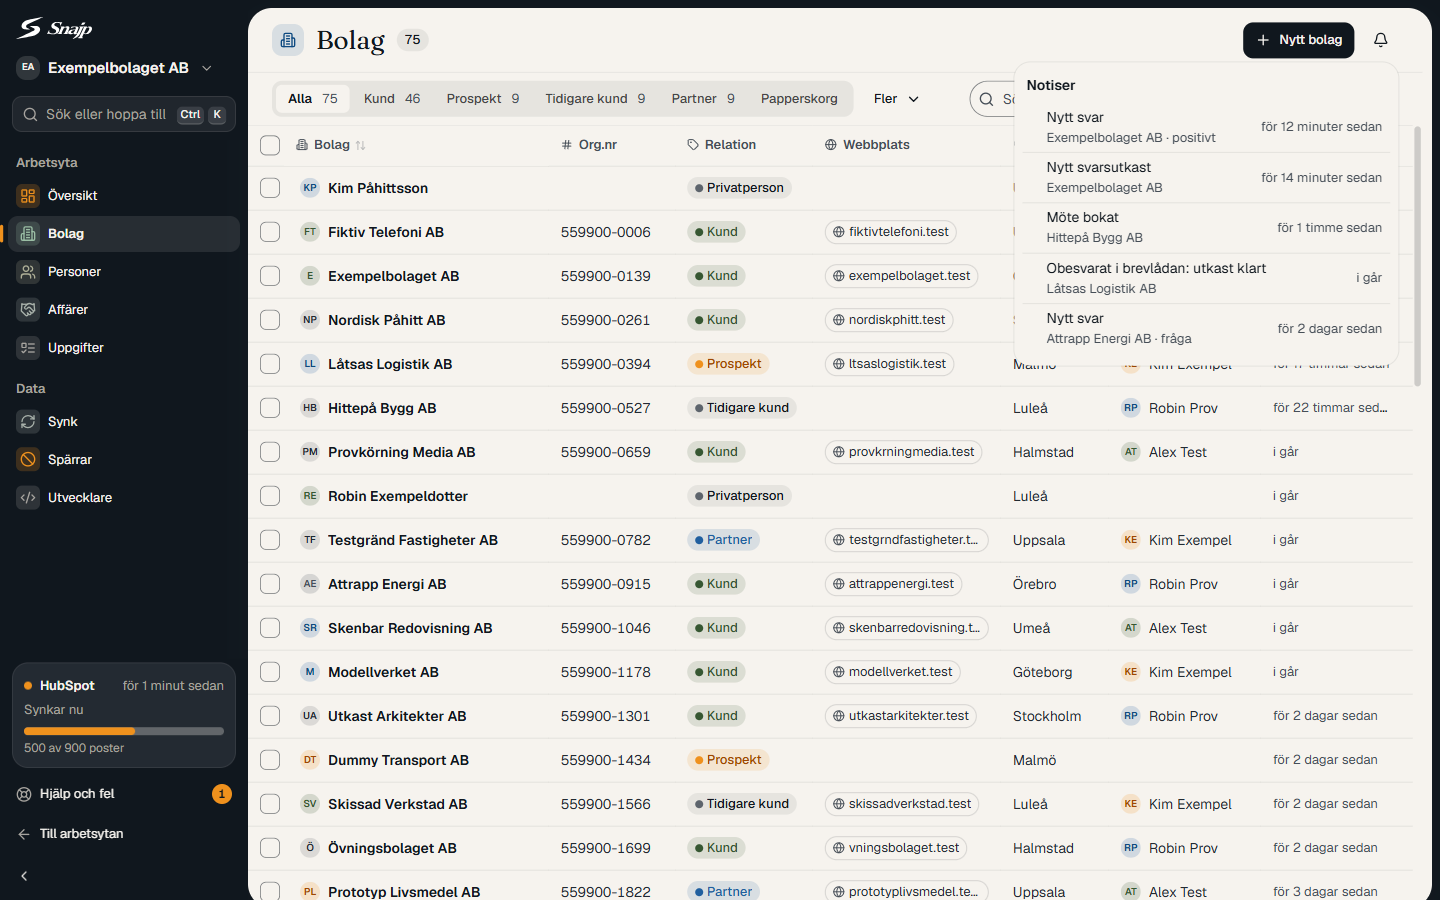 Snajp
EA Exempelbolaget AB
Sök eller hoppa till Ctrl K
Arbetsyta
Översikt
Bolag
Personer
Affärer
Uppgifter
Data
Synk
Spärrar
Utvecklare
HubSpot för 1 minut sedan
Synkar nu
500 av 900 poster
Hjälp och fel 1
Till arbetsytan
Bolag 75
Nytt bolag
Alla 75 Kund 46 Prospekt 9 Tidigare kund 9 Partner 9 Papperskorg Fler
Notiser
Nytt svar
Exempelbolaget AB · positivt
för 12 minuter sedan
Nytt svarsutkast
Exempelbolaget AB
för 14 minuter sedan
Möte bokat
Hittepå Bygg AB
för 1 timme sedan
Obesvarat i brevlådan: utkast klart
Låtsas Logistik AB
i går
Nytt svar
Attrapp Energi AB · fråga
för 2 dagar sedan
Bolag Org.nr Relation Webbplats
KP Kim Påhittsson Privatperson
FT Fiktiv Telefoni AB 559900-0006 Kund fiktivtelefoni.test
E Exempelbolaget AB 559900-0139 Kund exempelbolaget.test
NP Nordisk Påhitt AB 559900-0261 Kund nordiskphitt.test
LL Låtsas Logistik AB 559900-0394 Prospekt ltsaslogistik.test Malmö KE Kim Exempel för 17 timmar sedan
HB Hittepå Bygg AB 559900-0527 Tidigare kund Luleå RP Robin Prov för 22 timmar sed...
PM Provkörning Media AB 559900-0659 Kund provkrningmedia.test Halmstad AT Alex Test i går
RE Robin Exempeldotter Privatperson Luleå i går
TF Testgränd Fastigheter AB 559900-0782 Partner testgrndfastigheter.t... Uppsala KE Kim Exempel i går
AE Attrapp Energi AB 559900-0915 Kund attrappenergi.test Örebro RP Robin Prov i går
SR Skenbar Redovisning AB 559900-1046 Kund skenbarredovisning.t... Umeå AT Alex Test i går
M Modellverket AB 559900-1178 Kund modellverket.test Göteborg KE Kim Exempel i går
UA Utkast Arkitekter AB 559900-1301 Kund utkastarkitekter.test Stockholm RP Robin Prov för 2 dagar sedan
DT Dummy Transport AB 559900-1434 Prospekt Malmö för 2 dagar sedan
SV Skissad Verkstad AB 559900-1566 Tidigare kund skissadverkstad.test Luleå KE Kim Exempel för 2 dagar sedan
Ö Övningsbolaget AB 559900-1699 Kund vningsbolaget.test Halmstad RP Robin Prov för 2 dagar sedan
PL Prototyp Livsmedel AB 559900-1822 Partner prototyplivsmedel.te... Uppsala AT Alex Test för 3 dagar sedan